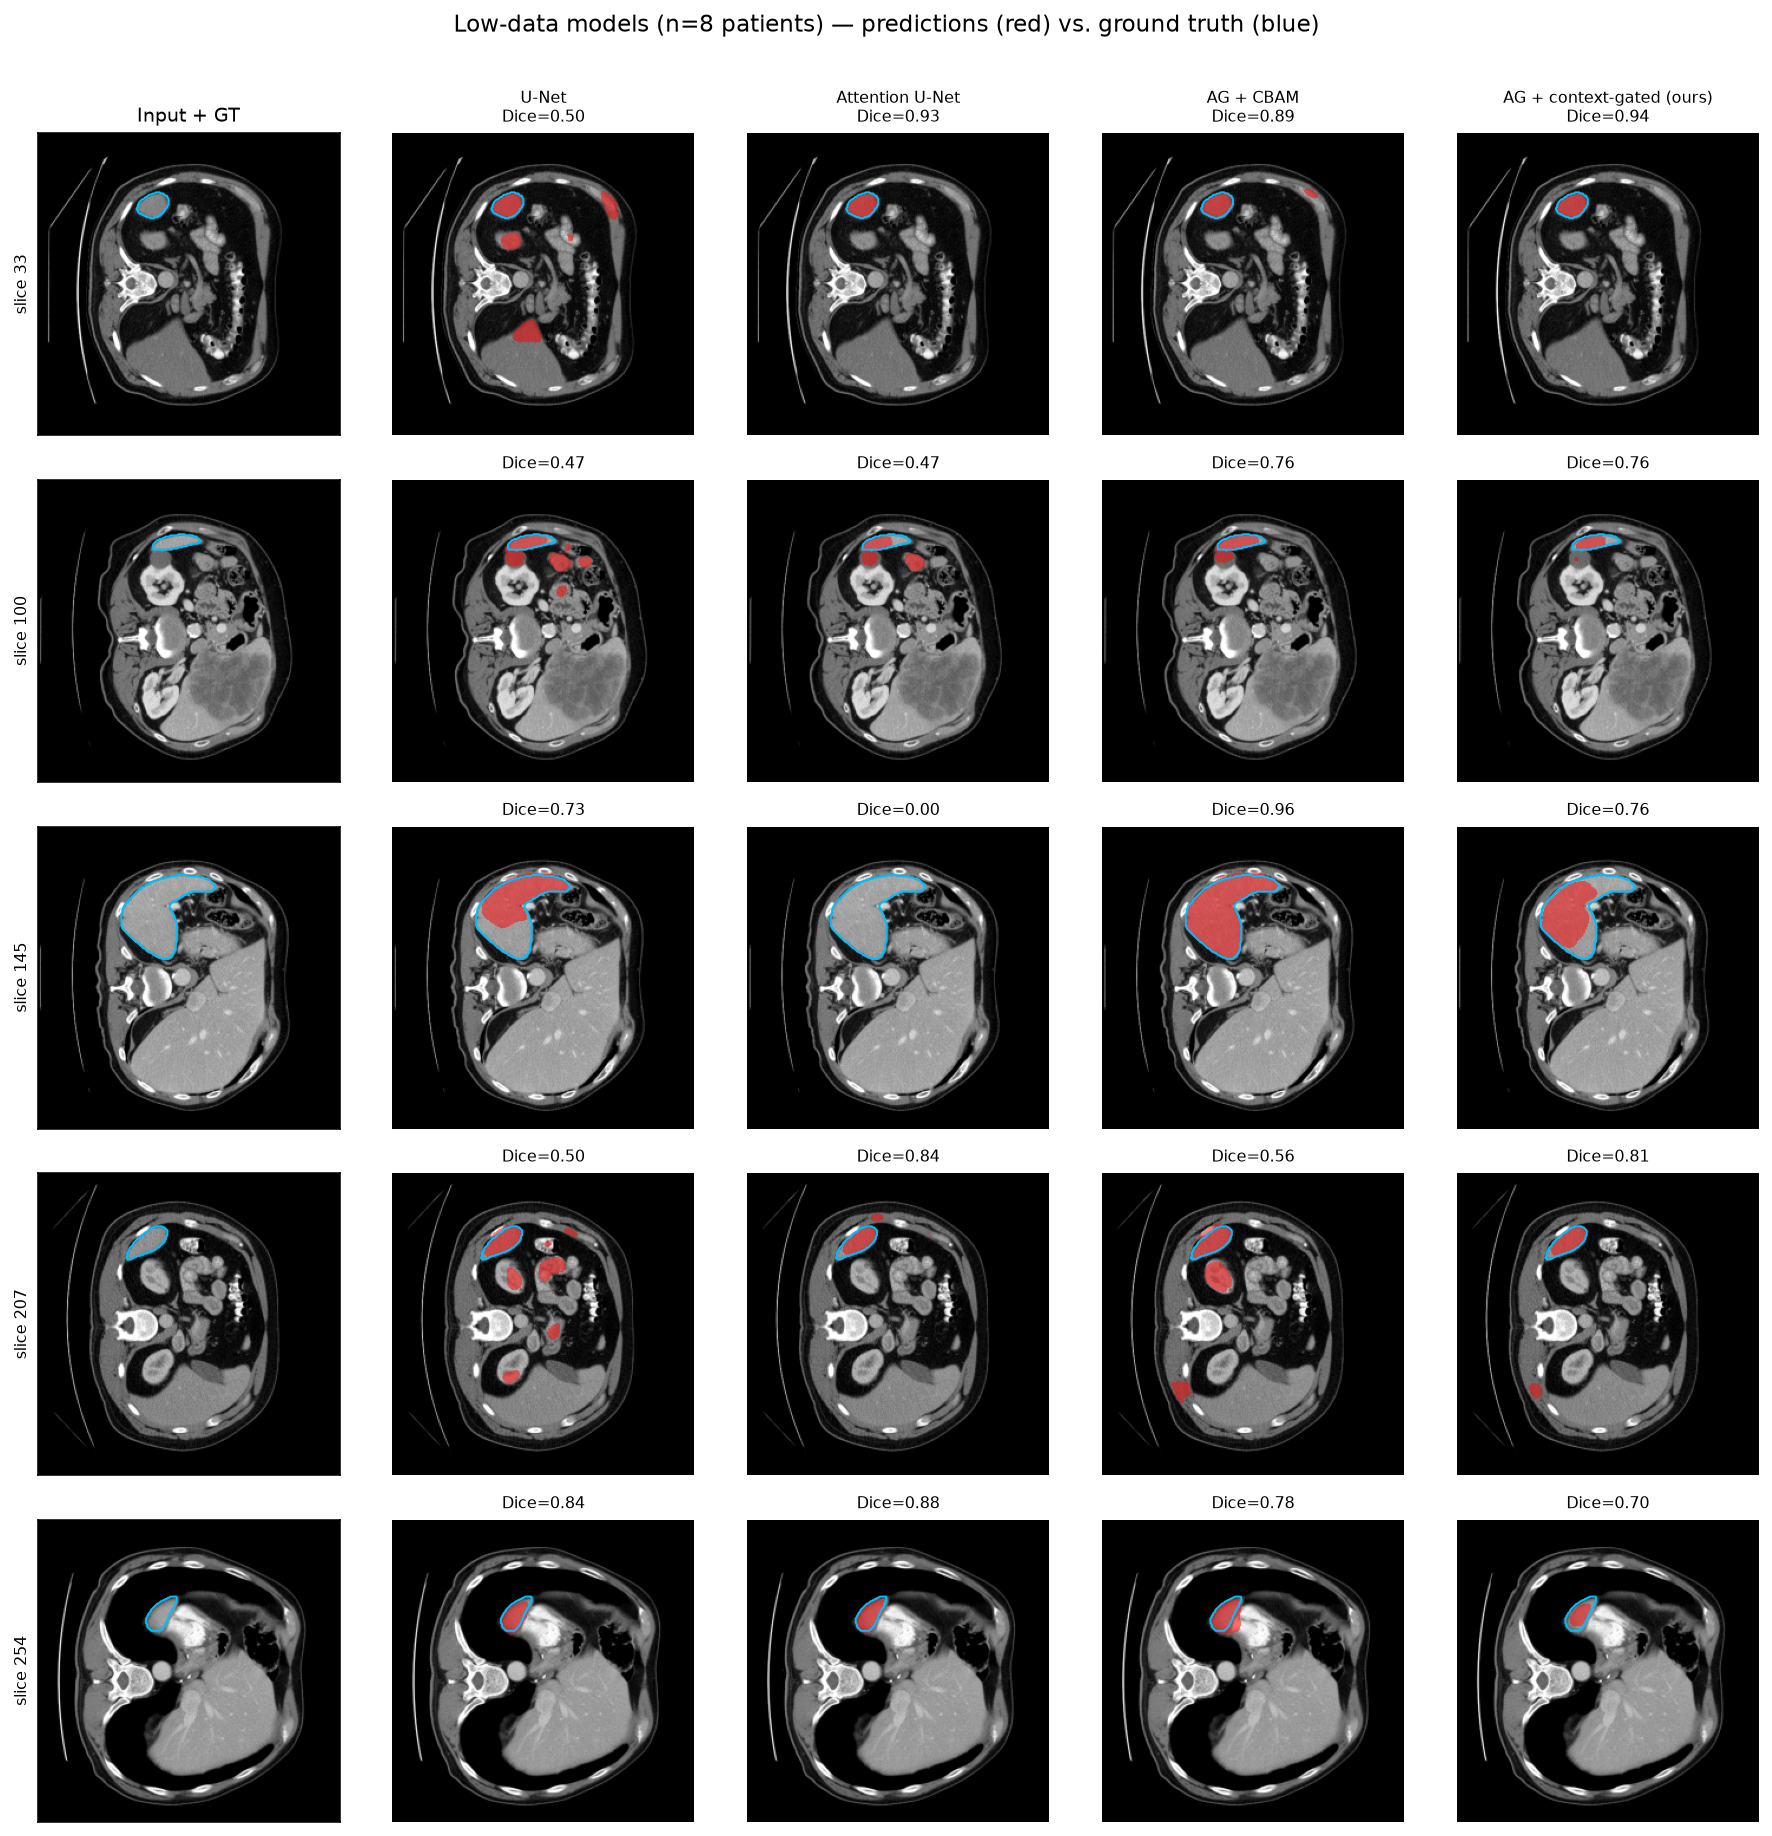 Low-data models (n=8 patients) — predictions (red) vs. ground truth (blue)
Input + GT
U-Net
Dice=0.50
Attention U-Net
Dice=0.93
AG + CBAM
Dice=0.89
AG + context-gated (ours)
Dice=0.94
slice 33
Dice=0.47
Dice=0.47
Dice=0.76
Dice=0.76
slice 100
Dice=0.73
Dice=0.00
Dice=0.96
Dice=0.76
slice 145
Dice=0.50
Dice=0.84
Dice=0.56
Dice=0.81
slice 207
Dice=0.84
Dice=0.88
Dice=0.78
Dice=0.70
slice 254